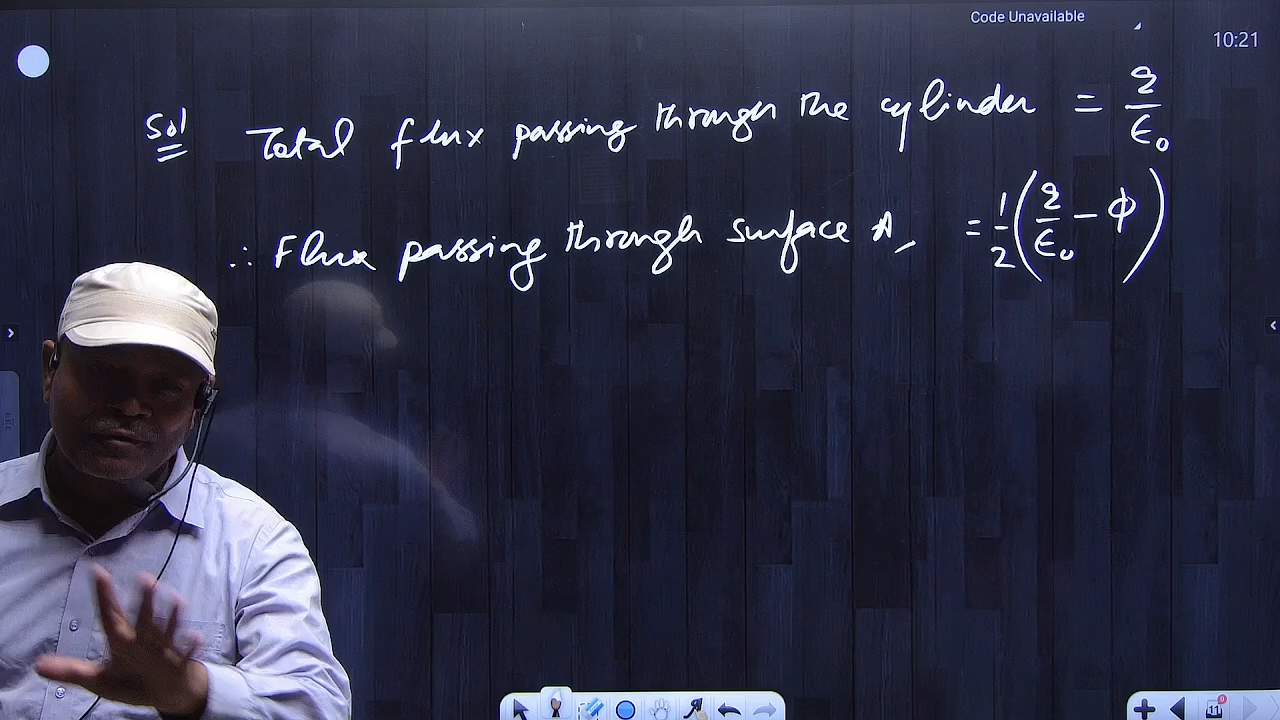 Code Unavailable
10:21
Sol Total flux passing through the cylinder = q/ε₀
∴ Flux passing through surface A, = 1/2 (q/ε₀ − φ)